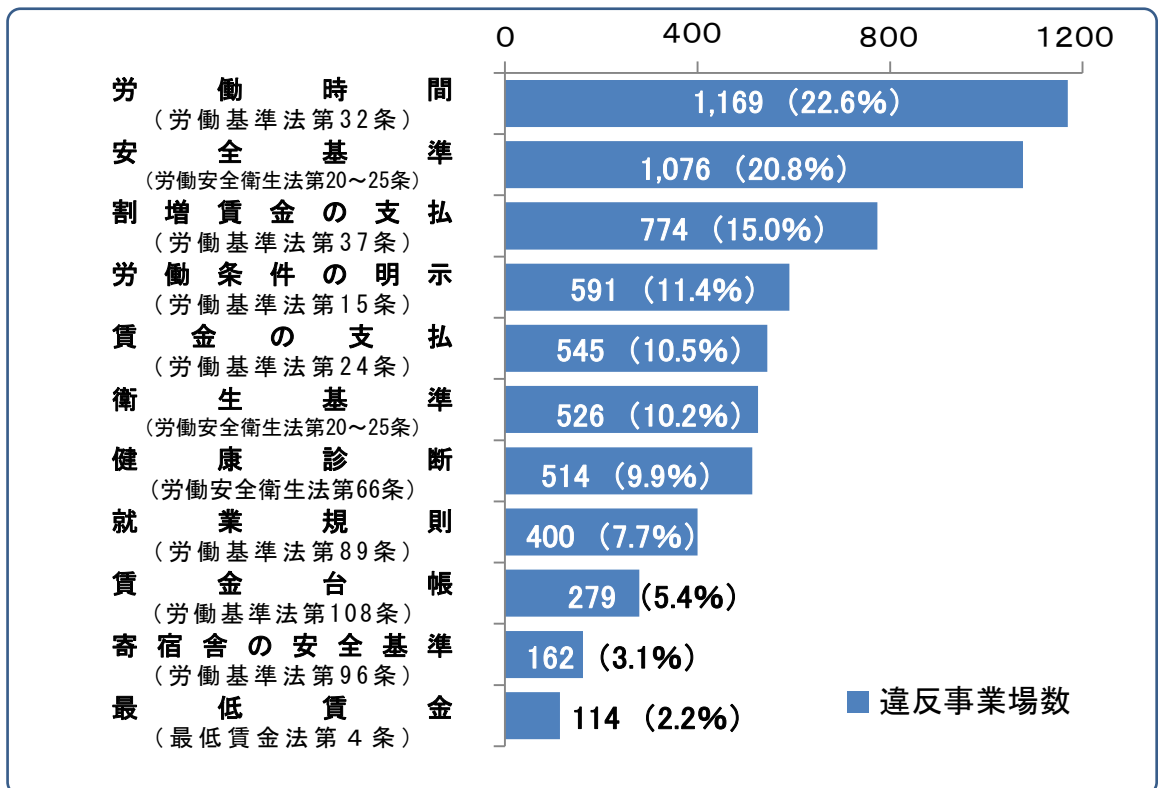 0 400 800 1200
労働時間 1,169 (22.6%)
(労働基準法第32条)
安全基準 1,076 (20.8%)
(労働安全衛生法第20~25条)
割増賃金の支払 774 (15.0%)
(労働基準法第37条)
労働条件の明示 591 (11.4%)
(労働基準法第15条)
賃金の支払 545 (10.5%)
(労働基準法第24条)
衛生基準 526 (10.2%)
(労働安全衛生法第20~25条)
健康診断 514 (9.9%)
(労働安全衛生法第66条)
就業規則 400 (7.7%)
(労働基準法第89条)
賃金台帳 279 (5.4%)
(労働基準法第108条)
寄宿舎の安全基準 162 (3.1%)
(労働基準法第96条)
最低賃金 114 (2.2%)
(最低賃金法第4条)
違反事業場数